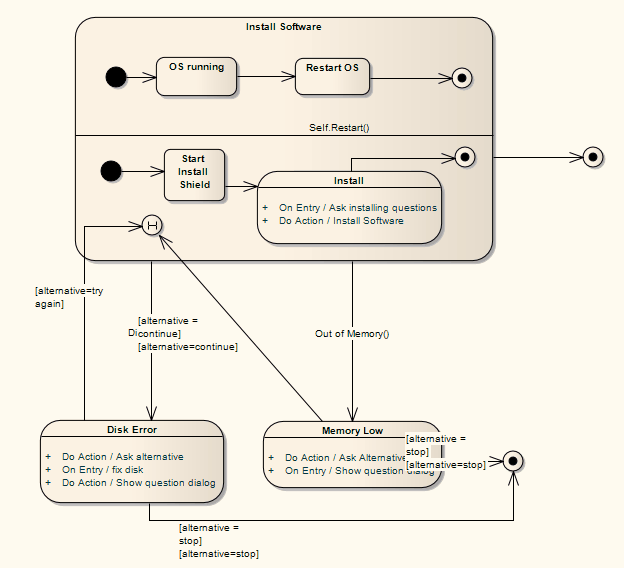 Install Software
OS running
Restart OS
Self.Restart()
Start
Install
Shield
Install
+ On Entry / Ask installing questions
+ Do Action / Install Software
H
[alternative=try
again]
[alternative =
Dicontinue]
[alternative=continue]
Out of Memory()
Disk Error
+ Do Action / Ask alternative
+ On Entry / fix disk
+ Do Action / Show question dialog
Memory Low
+ Do Action / Ask Alternative
+ On Entry / Show question dialog
[alternative =
stop]
[alternative=stop]
[alternative =
stop]
[alternative=stop]